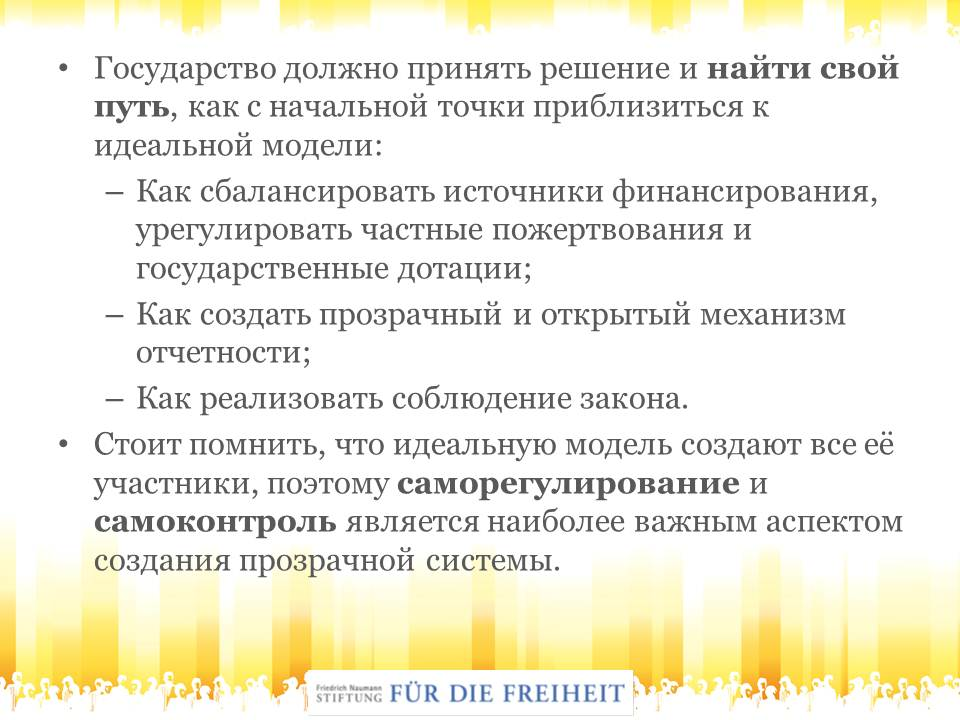 • Государство должно принять решение и найти свой
путь, как с начальной точки приблизиться к
идеальной модели:
– Как сбалансировать источники финансирования,
урегулировать частные пожертвования и
государственные дотации;
– Как создать прозрачный и открытый механизм
отчетности;
– Как реализовать соблюдение закона.
• Стоит помнить, что идеальную модель создают все её
участники, поэтому саморегулирование и
самоконтроль является наиболее важным аспектом
создания прозрачной системы.
Friedrich Naumann
STIFTUNG FÜR DIE FREIHEIT